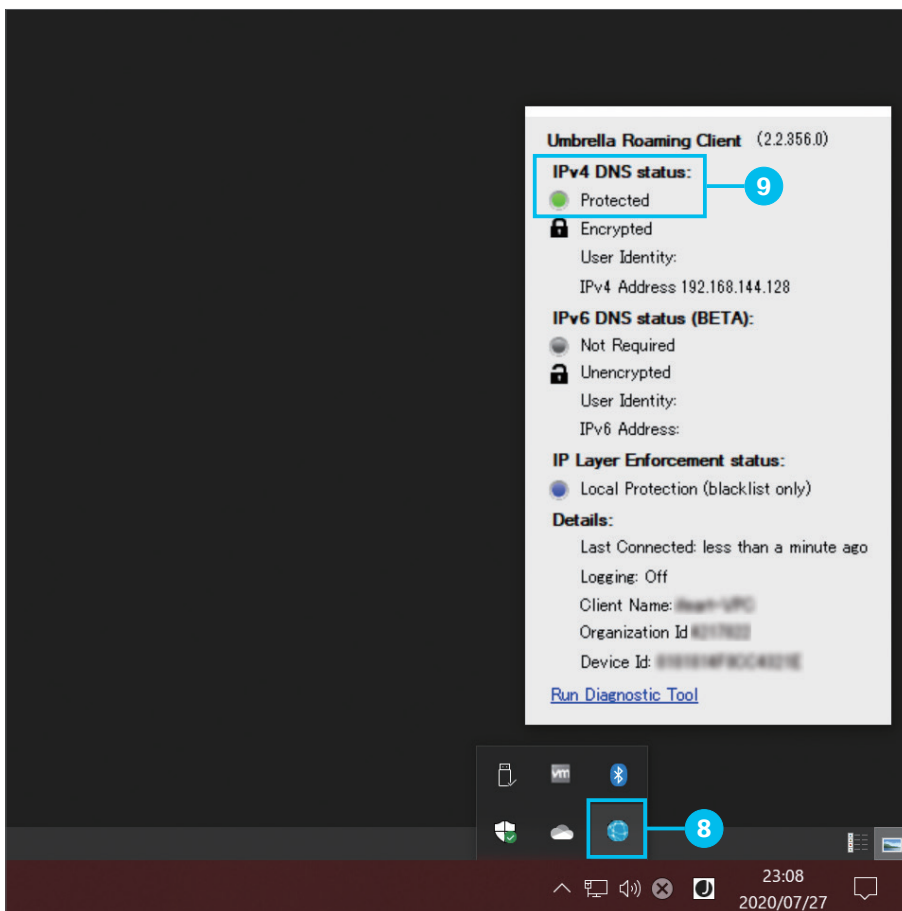 Umbrella Roaming Client (2.2.356.0)
IPv4 DNS status:
9
Protected
Encrypted
User Identity:
IPv4 Address 192.168.144.128
IPv6 DNS status (BETA):
Not Required
Unencrypted
User Identity:
IPv6 Address:
IP Layer Enforcement status:
Local Protection (blacklist only)
Details:
Last Connected: less than a minute ago
Logging: Off
Client Name:
Organization Id
Device Id:
Run Diagnostic Tool
vm
8
23:08
2020/07/27